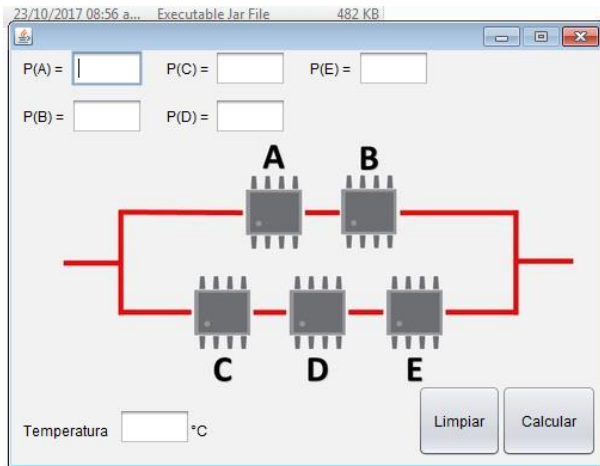 23/10/2017 08:56 a... Executable Jar File 482 KB
P(A) = P(C) = P(E) =
P(B) = P(D) =
A B
C D E
Temperatura °C
Limpiar Calcular